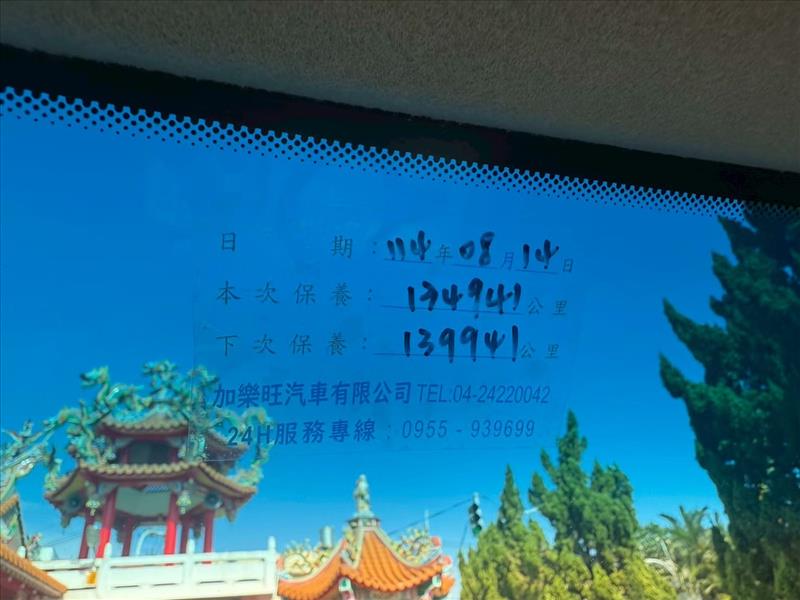 日 期：114年08月14日
本次保養：134941公里
下次保養：139941公里
加樂旺汽車有限公司 TEL:04-24220042
24H服務專線：0955-939699